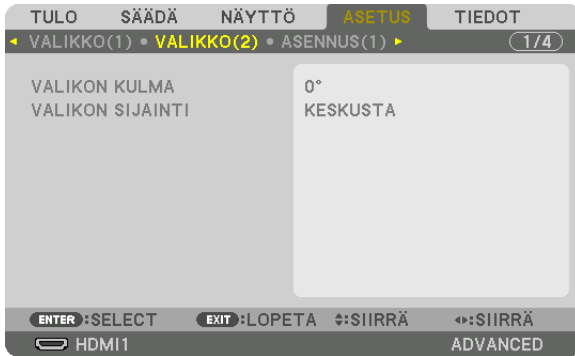 TULO SÄÄDÄ NÄYTTÖ ASETUS TIEDOT
◂ VALIKKO(1) • VALIKKO(2) • ASENNUS(1) ▸ 1/4
VALIKON KULMA 0°
VALIKON SIJAINTI KESKUSTA
ENTER :SELECT EXIT :LOPETA :SIIRRÄ :SIIRRÄ
HDMI1 ADVANCED